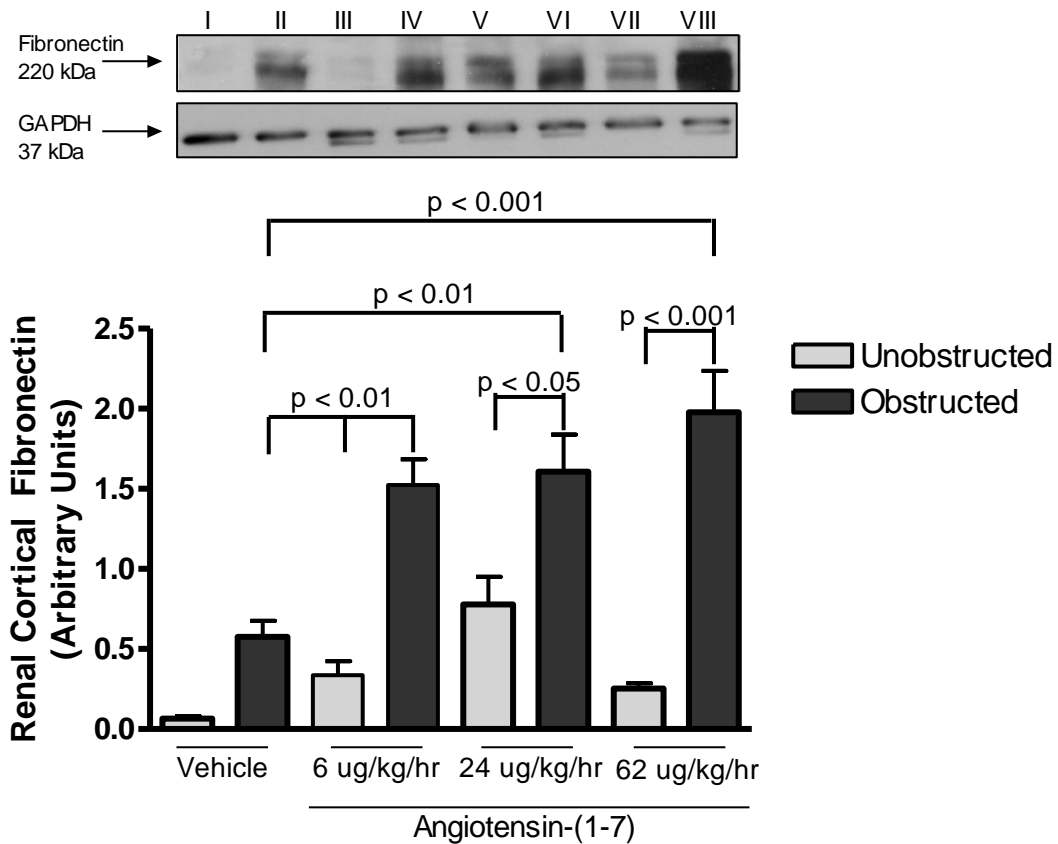 I II III IV V VI VII VIII
Fibronectin
220 kDa
GAPDH
37 kDa
p < 0.001
p < 0.01
p < 0.001
p < 0.05
p < 0.01
Renal Cortical Fibronectin
(Arbitrary Units)
2.5
2.0
1.5
1.0
0.5
0.0
Unobstructed
Obstructed
Vehicle 6 ug/kg/hr 24 ug/kg/hr 62 ug/kg/hr
Angiotensin-(1-7)